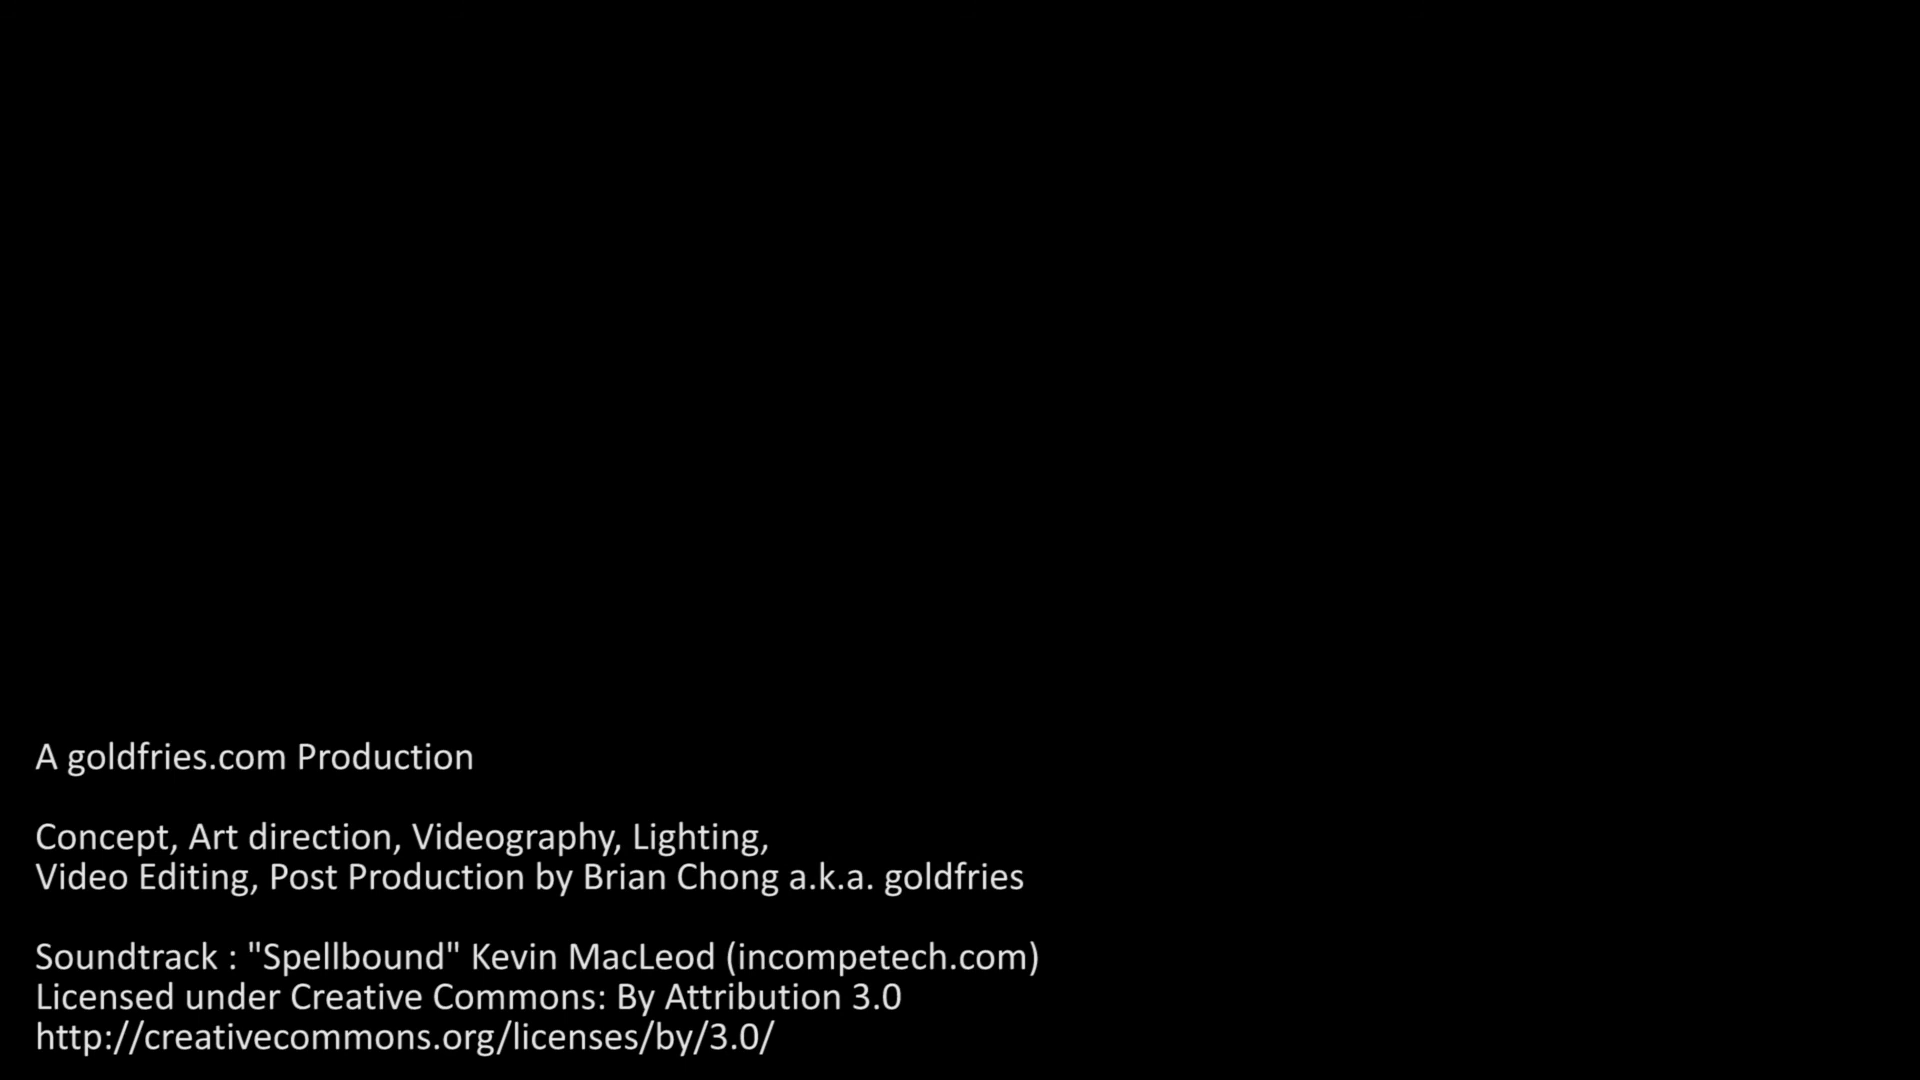 A goldfries.com Production
Concept, Art direction, Videography, Lighting,
Video Editing, Post Production by Brian Chong a.k.a. goldfries
Soundtrack : "Spellbound" Kevin MacLeod (incompetech.com)
Licensed under Creative Commons: By Attribution 3.0
http://creativecommons.org/licenses/by/3.0/